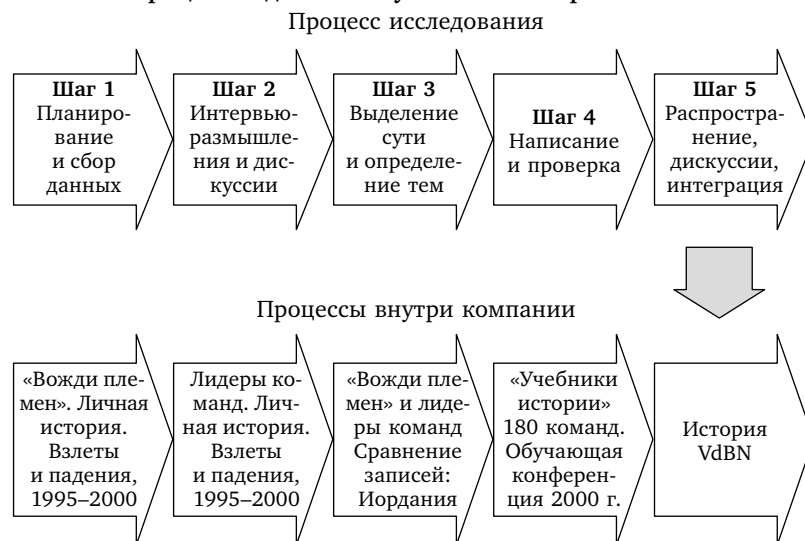 Процесс исследования
Шаг 1
Планиро-
вание
и сбор
данных
Шаг 2
Интервью-
размышле-
ния и дис-
куссии
Шаг 3
Выделение
сути
и определе-
ние тем
Шаг 4
Написание
и проверка
Шаг 5
Распростра-
нение,
дискуссии,
интеграция
Процессы внутри компании
«Вожди пле-
мен». Личная
история.
Взлеты
и падения,
1995–2000
Лидеры ко-
манд. Лич-
ная история.
Взлеты
и падения,
1995–2000
«Вожди пле-
мен» и лиде-
ры команд
Сравнение
записей:
Иордания
«Учебники
истории»
180 команд.
Обучающая
конферен-
ция 2000 г.
История
VdBN